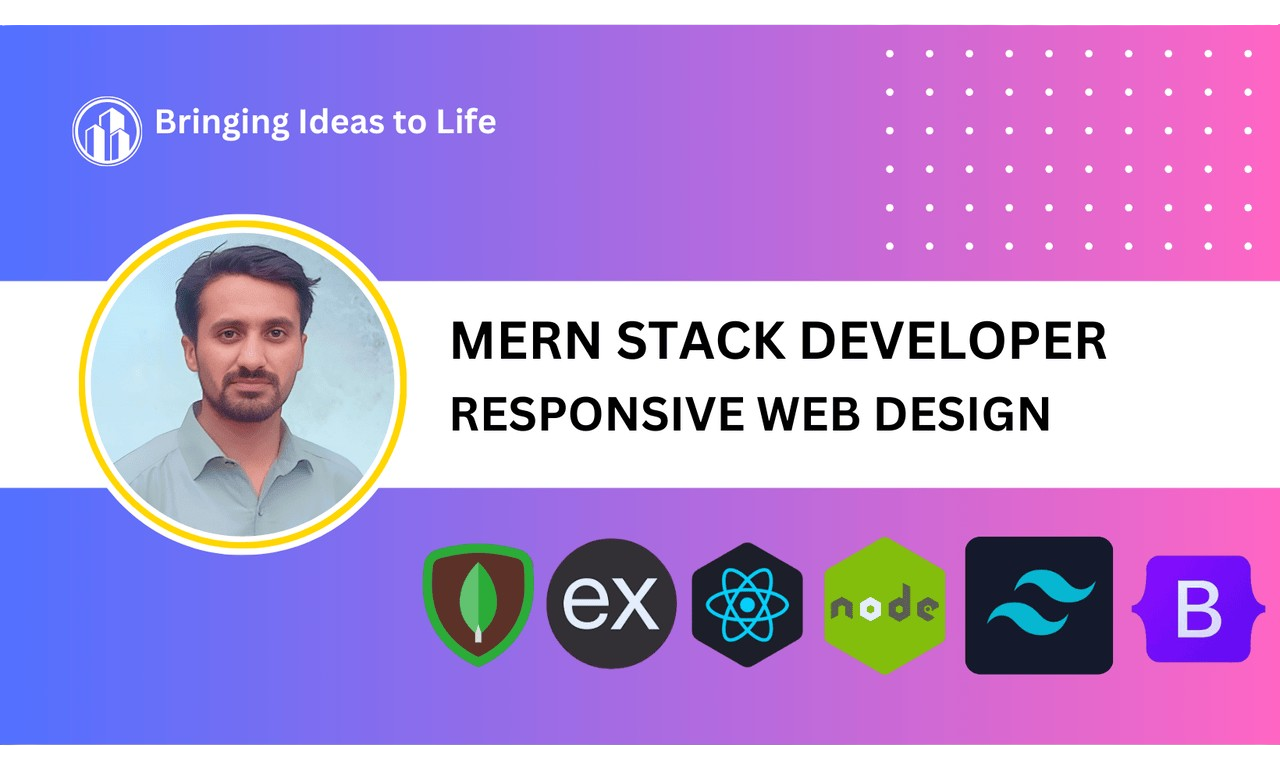 Bringing Ideas to Life
MERN STACK DEVELOPER
RESPONSIVE WEB DESIGN
ex
node
B